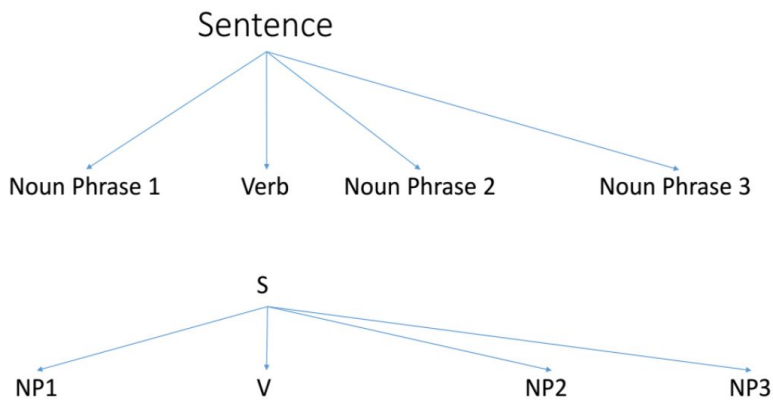 Sentence
Noun Phrase 1 Verb Noun Phrase 2 Noun Phrase 3
S
NP1 V NP2 NP3